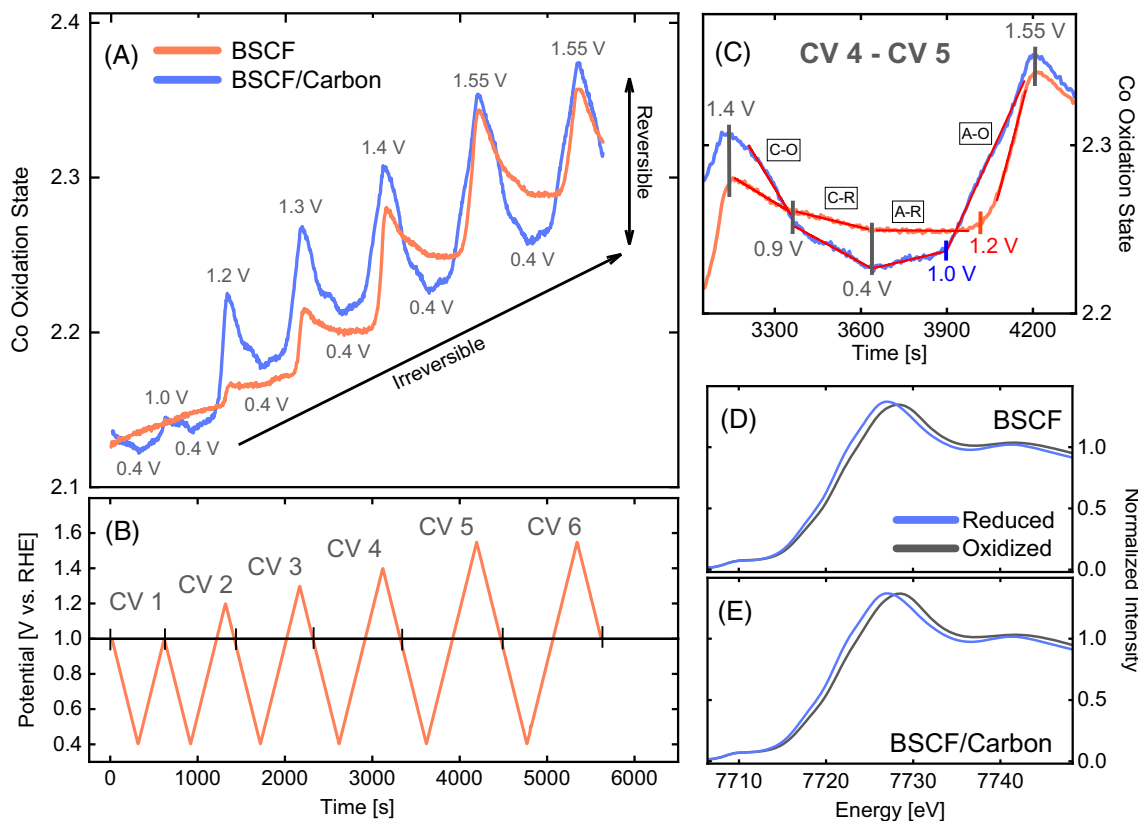 (A)
BSCF
BSCF/Carbon
Co Oxidation State
2.4
2.3
2.2
2.1
1.0 V
1.2 V
1.3 V
1.4 V
1.55 V
1.55 V
0.4 V
0.4 V
0.4 V
0.4 V
0.4 V
0.4 V
Reversible
Irreversible
(B)
CV 1
CV 2
CV 3
CV 4
CV 5
CV 6
Potential [V vs. RHE]
1.6
1.4
1.2
1.0
0.8
0.6
0.4
0
1000
2000
3000
4000
5000
6000
Time [s]
(C)
CV 4 - CV 5
1.55 V
1.4 V
C-O
A-O
C-R
A-R
0.9 V
0.4 V
1.0 V
1.2 V
2.3
2.2
Co Oxidation State
3300
3600
3900
4200
Time [s]
(D)
BSCF
Reduced
Oxidized
1.0
0.5
0.0
Normalized Intensity
(E)
BSCF/Carbon
1.0
0.5
0.0
7710
7720
7730
7740
Energy [eV]